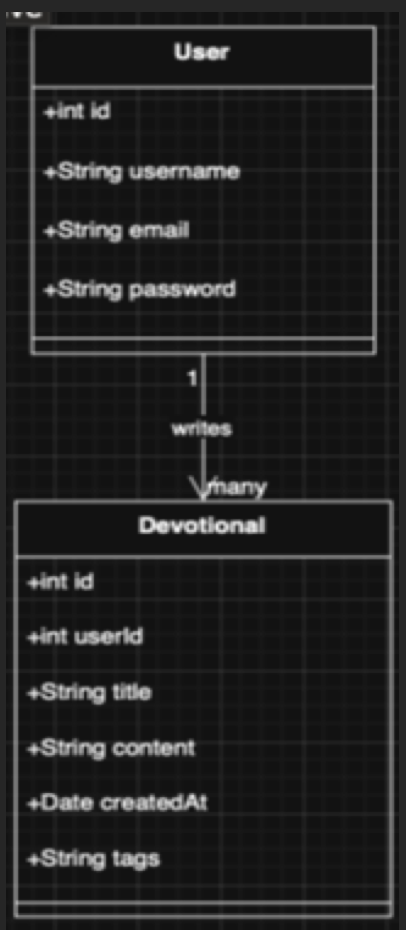 User
+int id
+String username
+String email
+String password
1
writes
many
Devotional
+int id
+int userId
+String title
+String content
+Date createdAt
+String tags